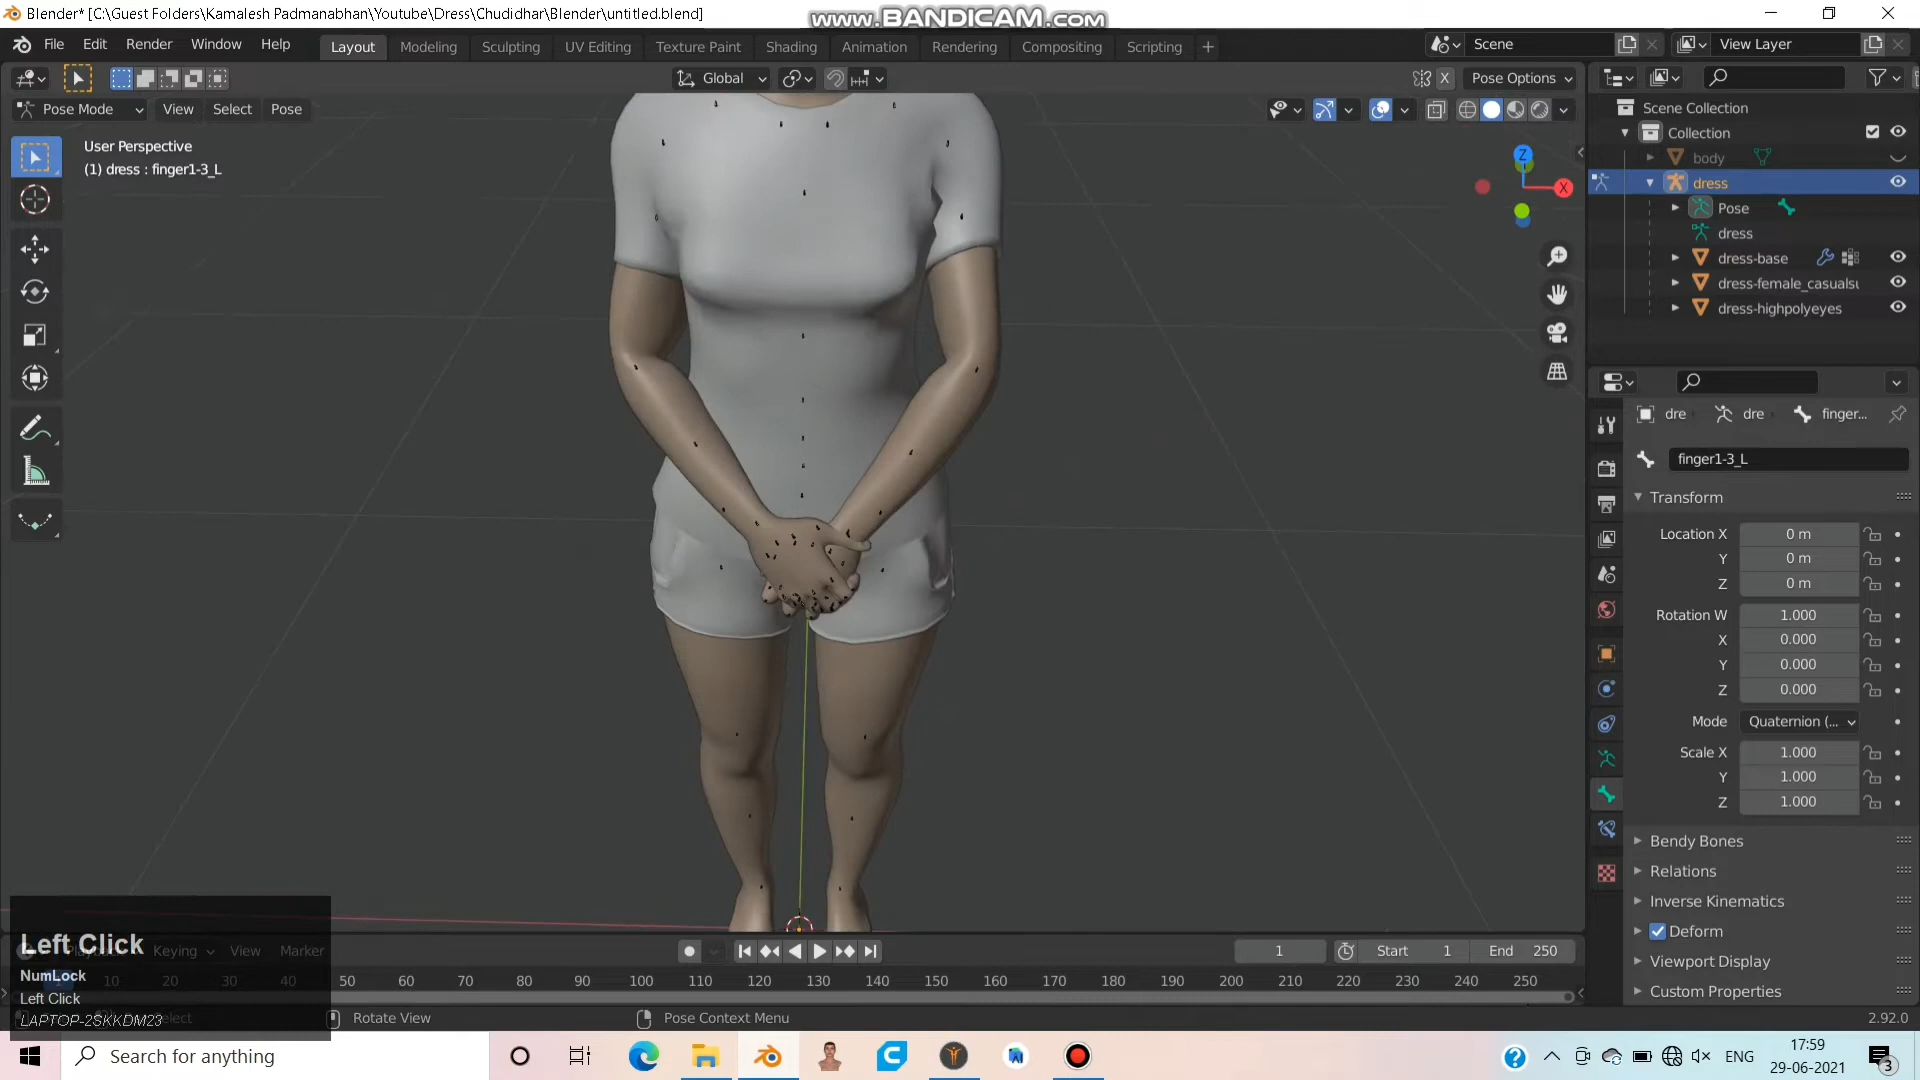 Blender* [C:\Guest Folders\Kamalesh Padmanabhan\Youtube\Dress\Chudidhar\Blender\untitled.blend]
www.BANDICAM.com
File Edit Render Window Help
Layout Modeling Sculpting UV Editing Texture Paint Shading Animation Rendering Compositing Scripting +
Scene
View Layer
Global
X Pose Options
Pose Mode View Select Pose
User Perspective
(1) dress : finger1-3_L
Z
X
Scene Collection
Collection
body
dress
Pose
dress
dress-base
dress-female_casualsu
dress-highpolyeyes
dre dre finger...
finger1-3_L
Transform
Location X 0 m
Y 0 m
Z 0 m
Rotation W 1.000
X 0.000
Y 0.000
Z 0.000
Mode Quaternion (...
Scale X 1.000
Y 1.000
Z 1.000
Bendy Bones
Relations
Inverse Kinematics
Deform
Viewport Display
Custom Properties
Left Click
NumLock
Left Click
LAPTOP-2SKKDM23
Playback Keying View Marker
1 Start 1 End 250
1 10 20 30 40 50 60 70 80 90 100 110 120 130 140 150 160 170 180 190 200 210 220 230 240 250
Select Rotate View Pose Context Menu 2.92.0
Search for anything
ENG
17:59
29-06-2021
3